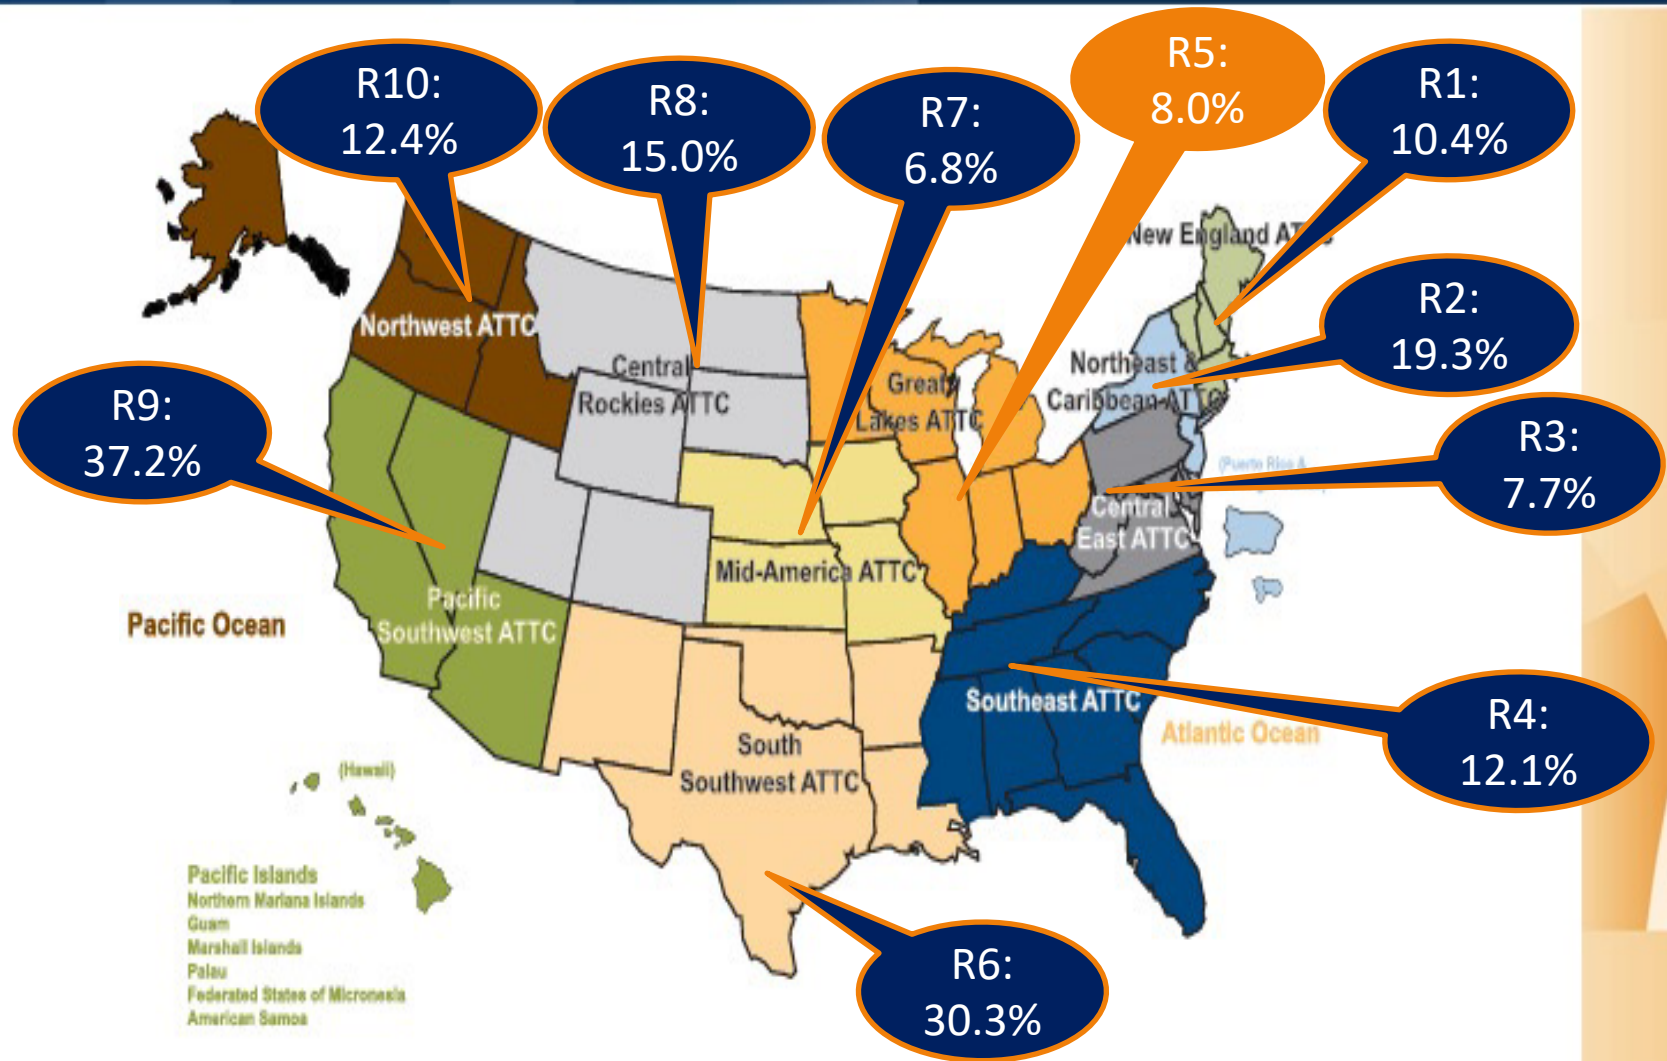 R10:
12.4%
R8:
15.0%
R7:
6.8%
R5:
8.0%
R1:
10.4%
New England
R2:
19.3%
Northwest ATTC
Central
Rockies ATTC
Great
Lakes ATTC
Northeast &
Caribbean ATTC
R9:
37.2%
R3:
7.7%
(Puerto Rico &
Central
East ATTC
Mid-America ATTC
Pacific
Southwest ATTC
Pacific Ocean
Southeast ATTC
R4:
12.1%
Atlantic Ocean
South
Southwest ATTC
(Hawaii)
Pacific Islands
Northern Mariana Islands
Guam
Marshall Islands
Palau
Federated States of Micronesia
American Samoa
R6:
30.3%